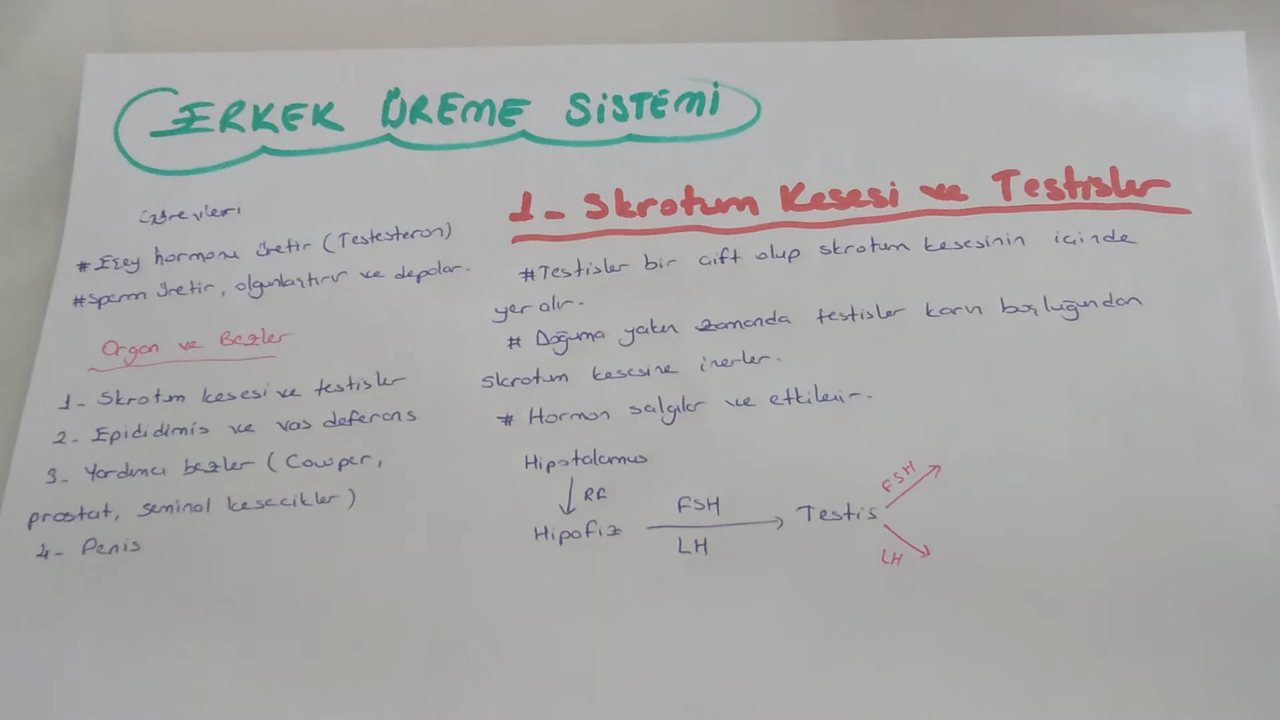 ERKEK ÜREME SİSTEMİ
Görevleri
# Eşey hormonu üretir (Testesteron)
# Sperm üretir, olgunlaştırır ve depolar.
Organ ve Bezler
1- Skrotum kesesi ve testisler
2- Epididimis ve vas deferans
3- Yardımcı bezler (Cowper,
prostat, seminal kesecikler)
4- Penis
1- Skrotum Kesesi ve Testisler
# Testisler bir çift olup skrotum kesesinin içinde
yer alır.
# Doğuma yakın zamanda testisler karın boşluğundan
skrotum kesesine inerler.
# Hormon salgılar ve etkilenir.
Hipotalamus
RF
Hipofiz FSH LH Testis FSH LH